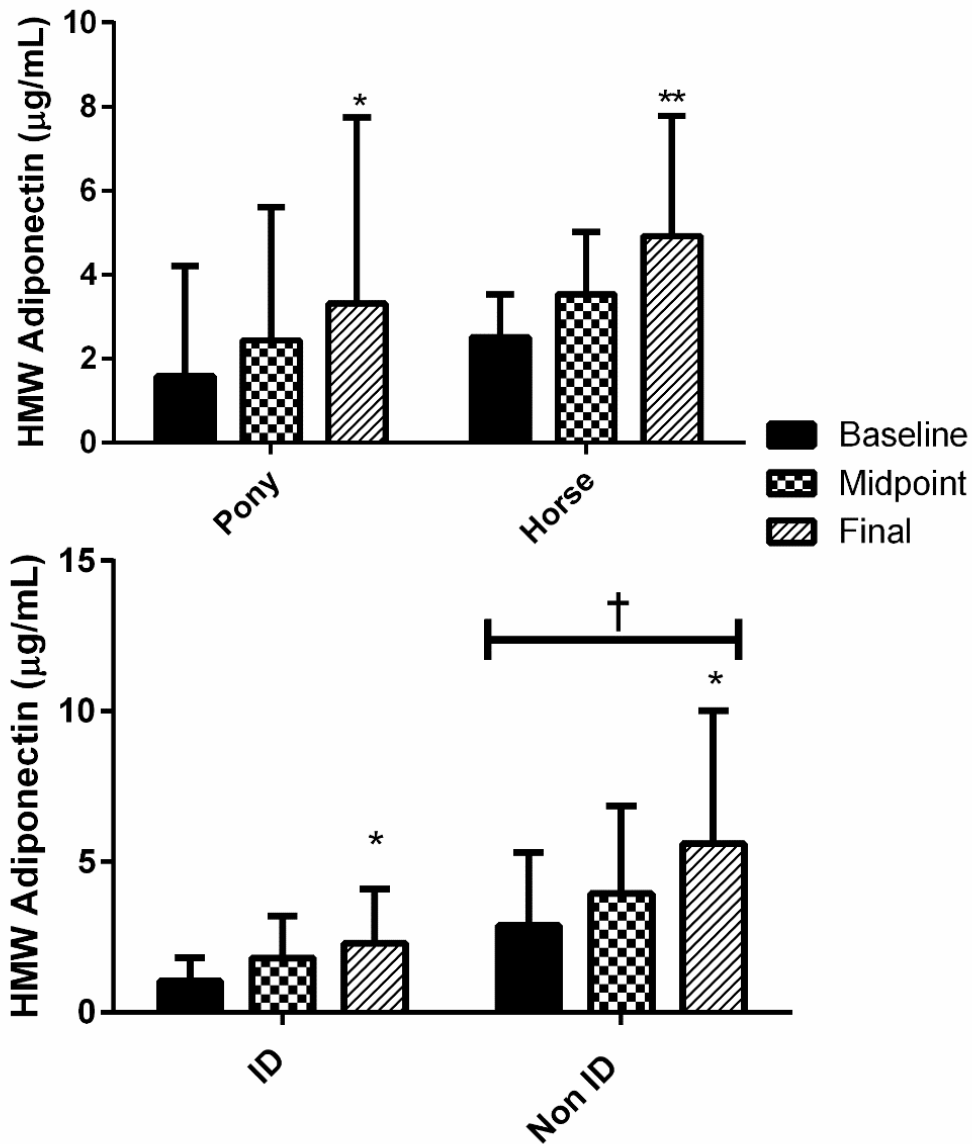 HMW Adiponectin (μg/mL)
10
8
6
4
2
0
*
**
Pony
Horse
Baseline
Midpoint
Final
HMW Adiponectin (μg/mL)
15
10
5
0
†
*
*
ID
Non ID